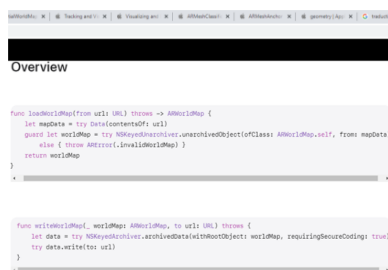 Tracking and Vi
Visualizing and
ARMeshClassific
ARMeshAnchor
geometry | App
traduct
Overview
func loadWorldMap(from url: URL) throws -> ARWorldMap {
let mapData = try Data(contentsOf: url)
guard let worldMap = try NSKeyedUnarchiver.unarchivedObject(ofClass: ARWorldMap.self, from: mapData
else { throw ARError(.invalidWorldMap) }
return worldMap
}
func writeWorldMap(_ worldMap: ARWorldMap, to url: URL) throws {
let data = try NSKeyedArchiver.archivedData(withRootObject: worldMap, requiringSecureCoding: true)
try data.write(to: url)
}